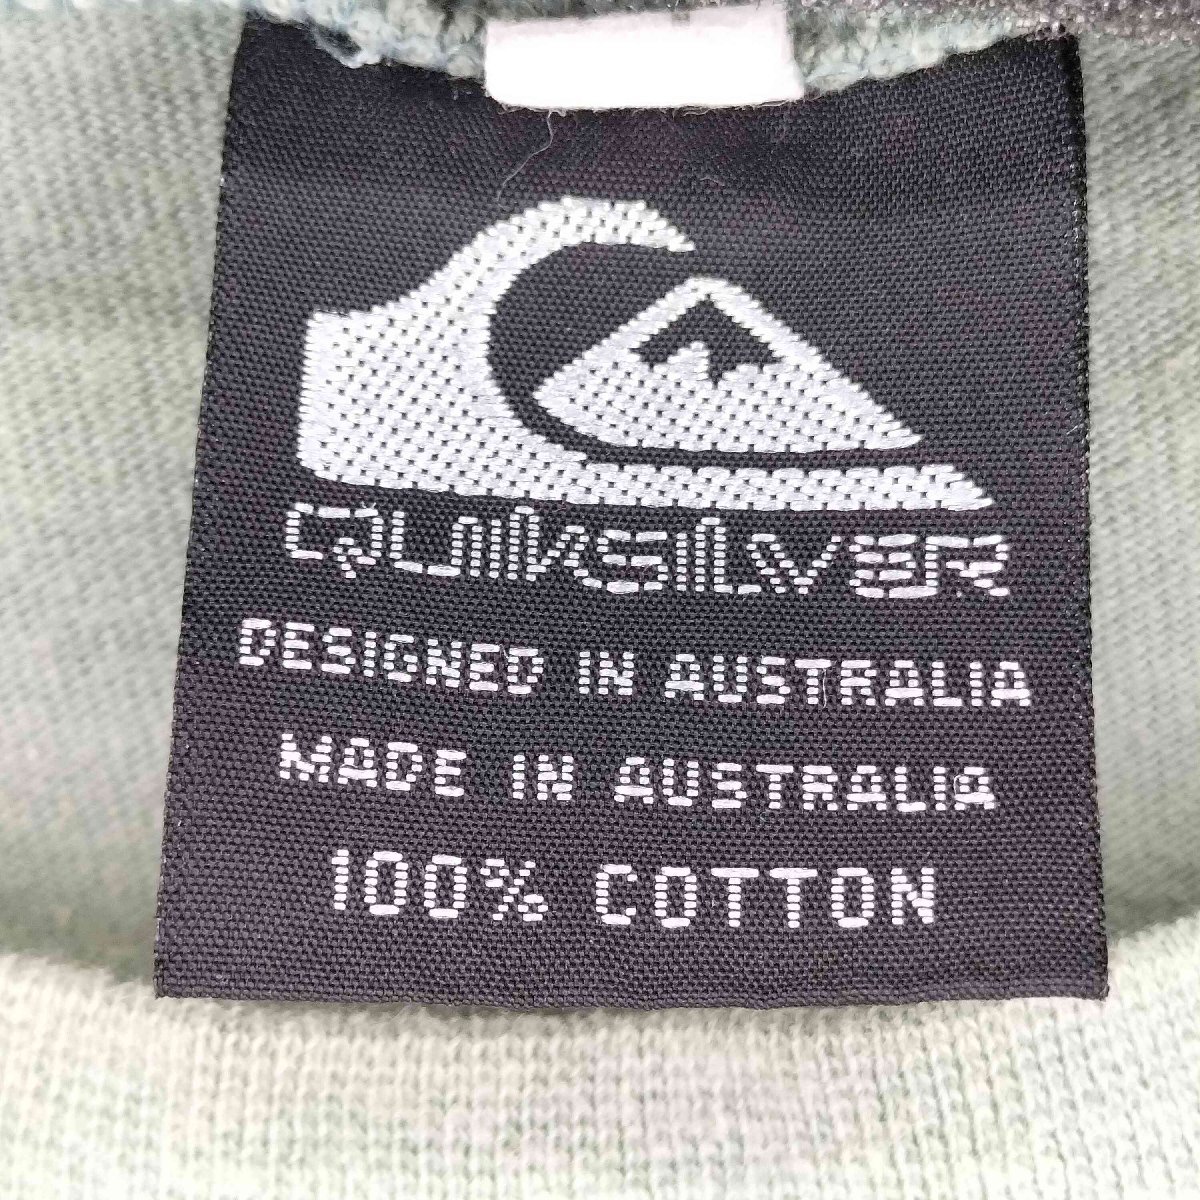 QUIKSILVER
DESIGNED IN AUSTRALIA
MADE IN AUSTRALIA
100% COTTON